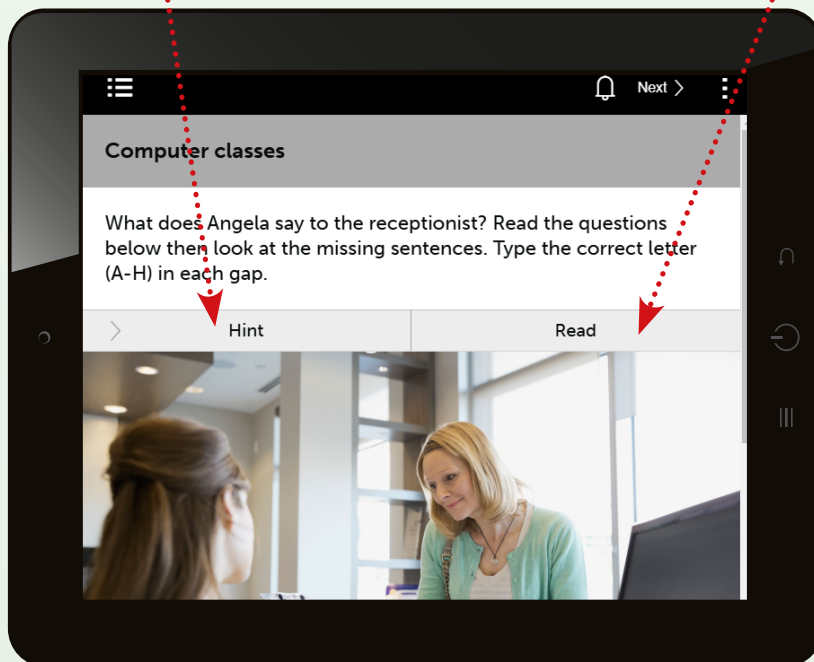 Next
Computer classes
What does Angela say to the receptionist? Read the questions
below then look at the missing sentences. Type the correct letter
(A-H) in each gap.
Hint Read